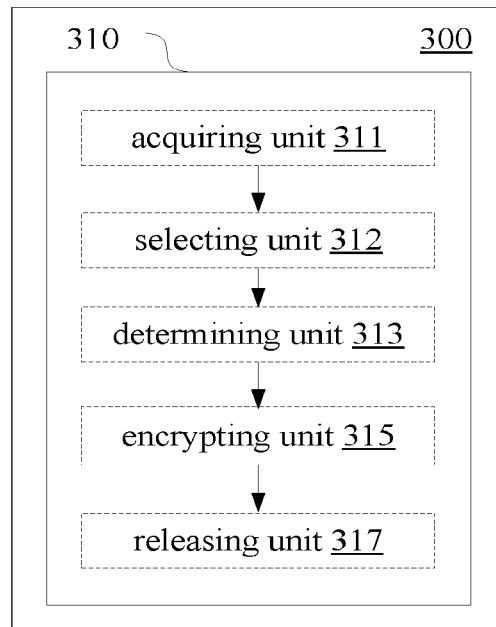 310 300
acquiring unit 311
selecting unit 312
determining unit 313
encrypting unit 315
releasing unit 317